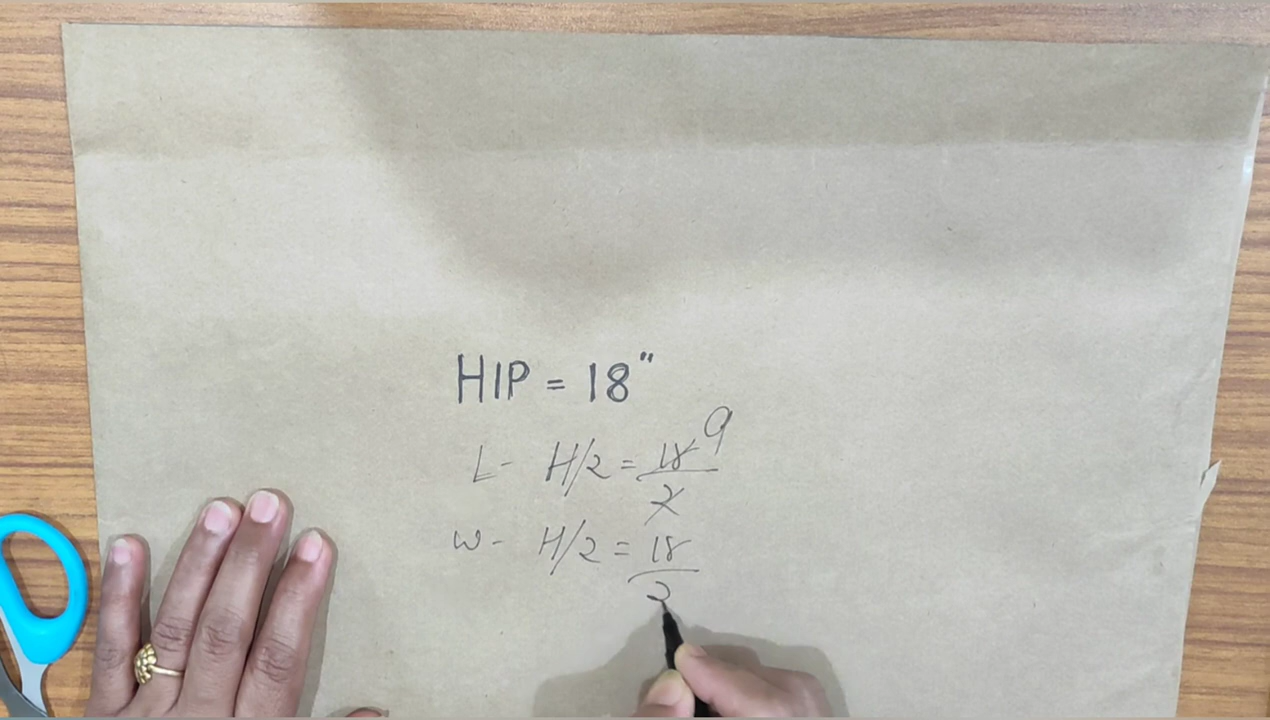 HIP = 18"
L- H/2 = 18/2 9
W- H/2 = 18/2